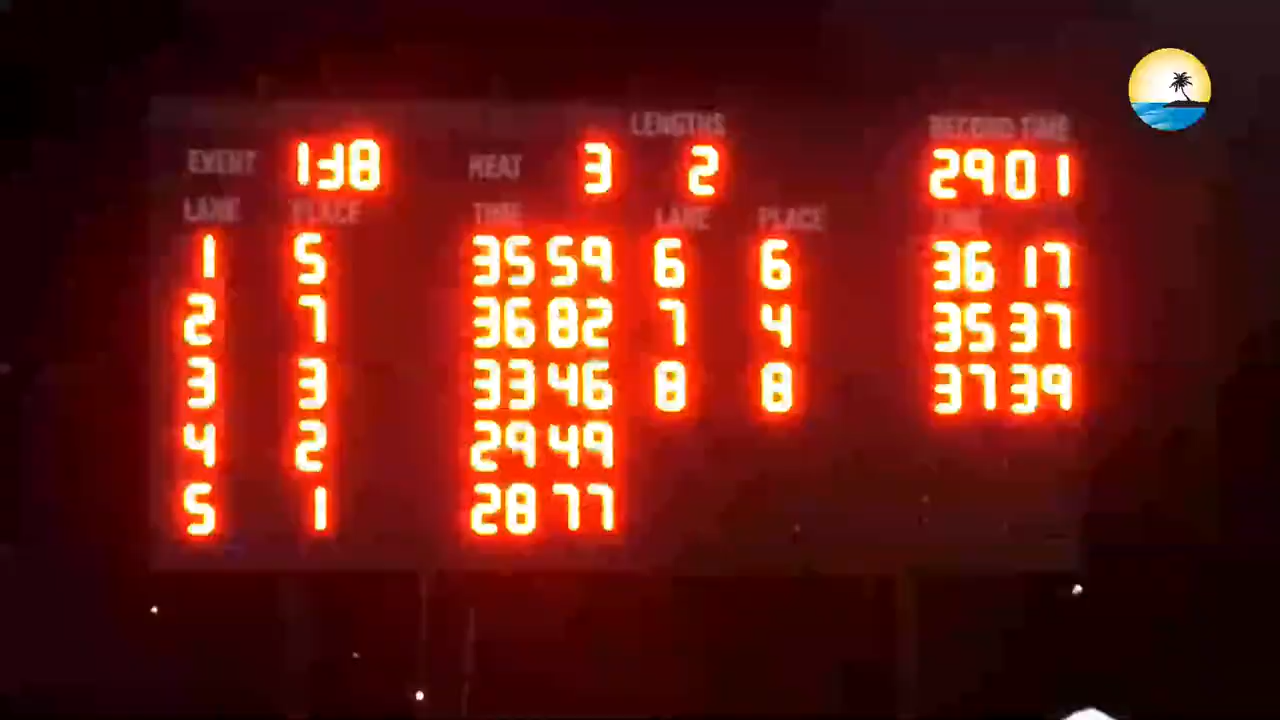 LENGTHS RECORD TIME
EVENT 138 HEAT 3 2 29 01
LANE PLACE TIME LANE PLACE TIME
1 5 35 59 6 6 36 17
2 7 36 82 7 4 35 37
3 3 33 46 8 8 37 39
4 2 29 49
5 1 28 77